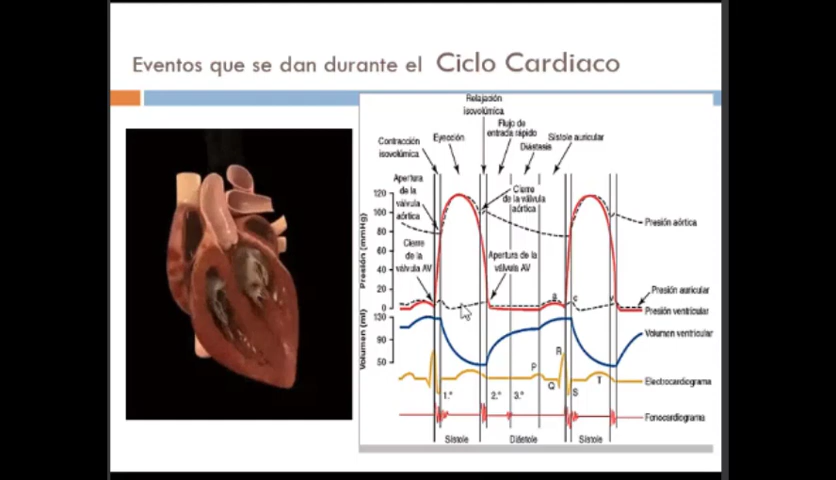 Eventos que se dan durante el Ciclo Cardiaco
Relajación
isovolúmica
Contracción
isovolúmica
Eyección
Flujo de
entrada rápido
Diástasis
Sístole auricular
Apertura
de la
válvula
aórtica
Cierre
de la válvula
aórtica
Cierre
de la
válvula AV
Apertura de la
válvula AV
Presión (mmHg)
120
100
80
60
40
20
0
a
c
v
Presión aórtica
Presión auricular
Presión ventricular
Volumen (ml)
130
90
50
Volumen ventricular
P
Q
R
S
T
Electrocardiograma
1.º
2.º
3.º
Fonocardiograma
Sístole
Diástole
Sístole